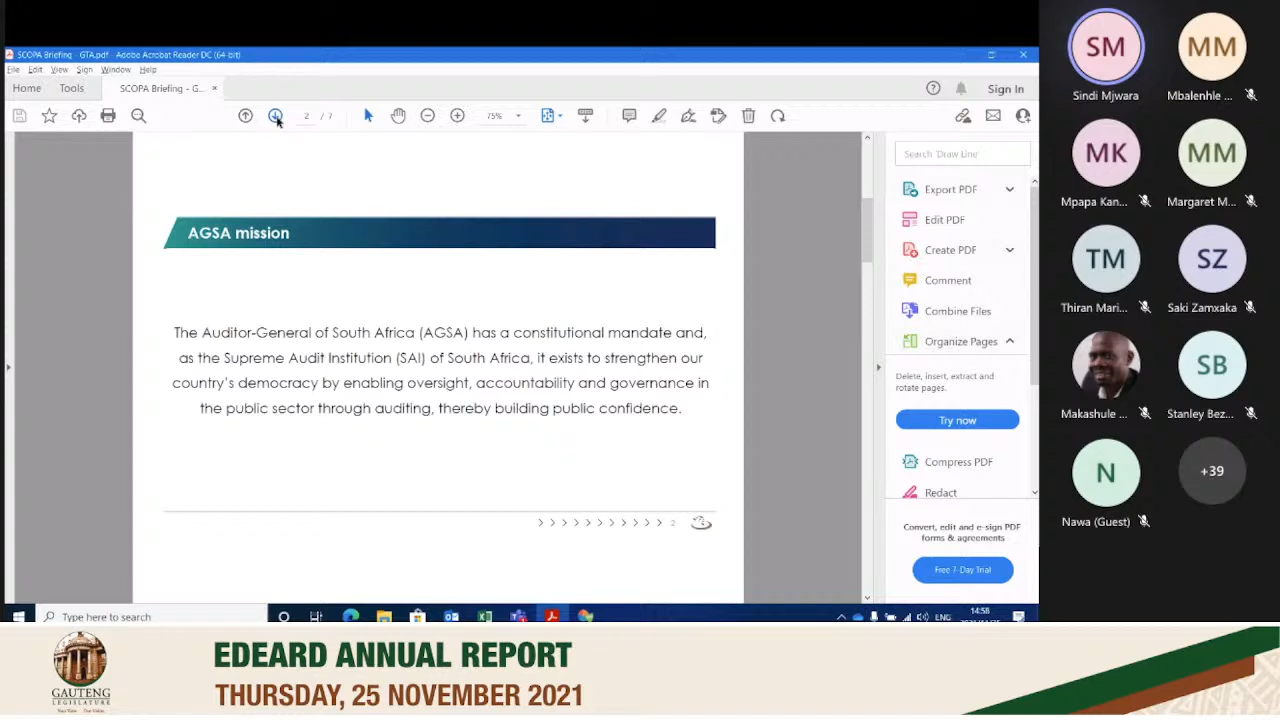 SCOPA Briefing - GTA.pdf - Adobe Acrobat Reader DC (64-bit)
File Edit View Sign Window Help
Home Tools SCOPA Briefing - G... × Sign In
2 / 7 75%
AGSA mission
The Auditor-General of South Africa (AGSA) has a constitutional mandate and,
as the Supreme Audit Institution (SAI) of South Africa, it exists to strengthen our
country's democracy by enabling oversight, accountability and governance in
the public sector through auditing, thereby building public confidence.
2
Search 'Draw Line'
Export PDF
Edit PDF
Create PDF
Comment
Combine Files
Organize Pages
Delete, insert, extract and
rotate pages.
Try now
Compress PDF
Redact
Convert, edit and e-sign PDF
forms & agreements
Free 7-Day Trial
Type here to search
ENG
14:58
SM MM
Sindi Mjwara Mbalenhle ...
MK MM
Mpapa Kan... Margaret M...
TM SZ
Thiran Mari... Saki Zamxaka
SB
Makashule ... Stanley Bez...
N +39
Nawa (Guest)
GAUTENG
LEGISLATURE
EDEARD ANNUAL REPORT
THURSDAY, 25 NOVEMBER 2021